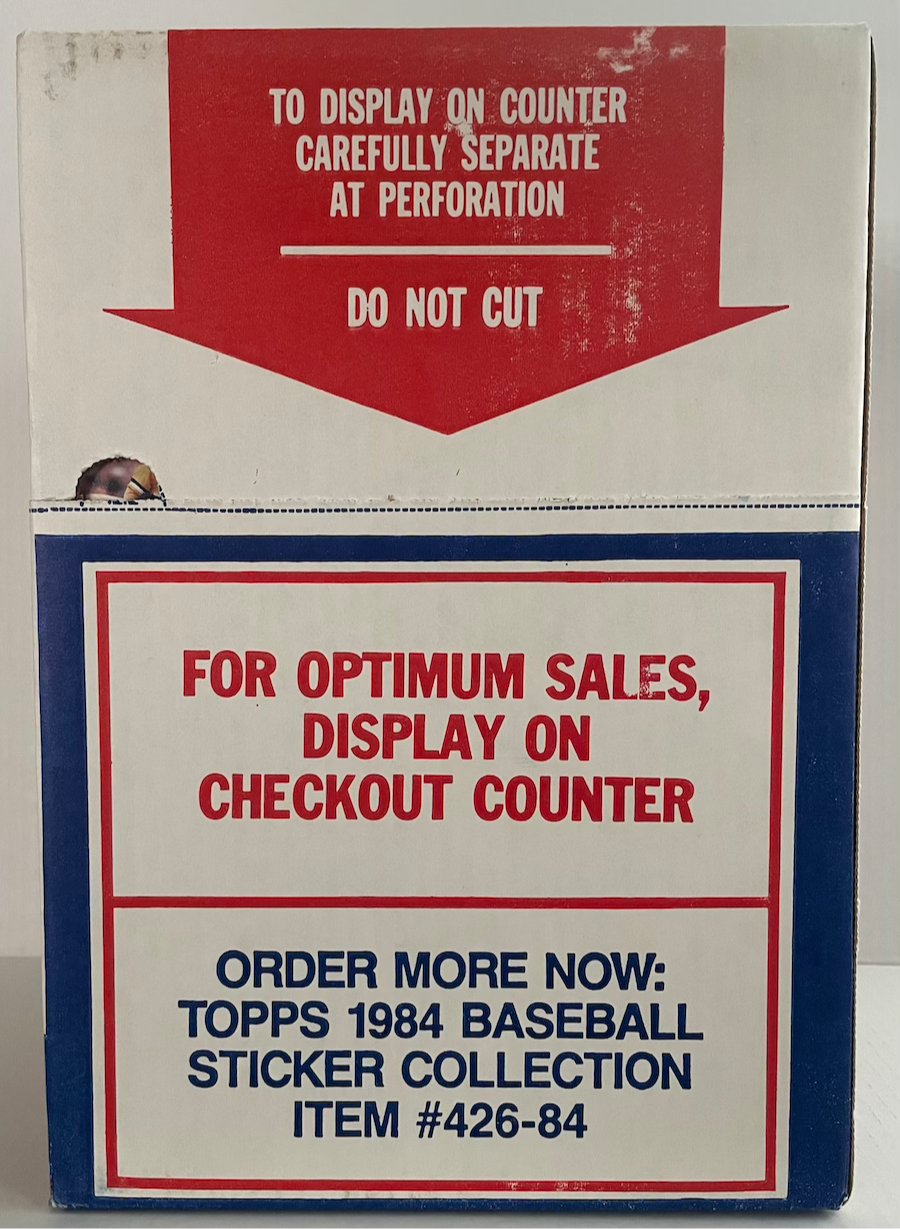 TO DISPLAY ON COUNTER
CAREFULLY SEPARATE
AT PERFORATION
DO NOT CUT
FOR OPTIMUM SALES,
DISPLAY ON
CHECKOUT COUNTER
ORDER MORE NOW:
TOPPS 1984 BASEBALL
STICKER COLLECTION
ITEM #426-84